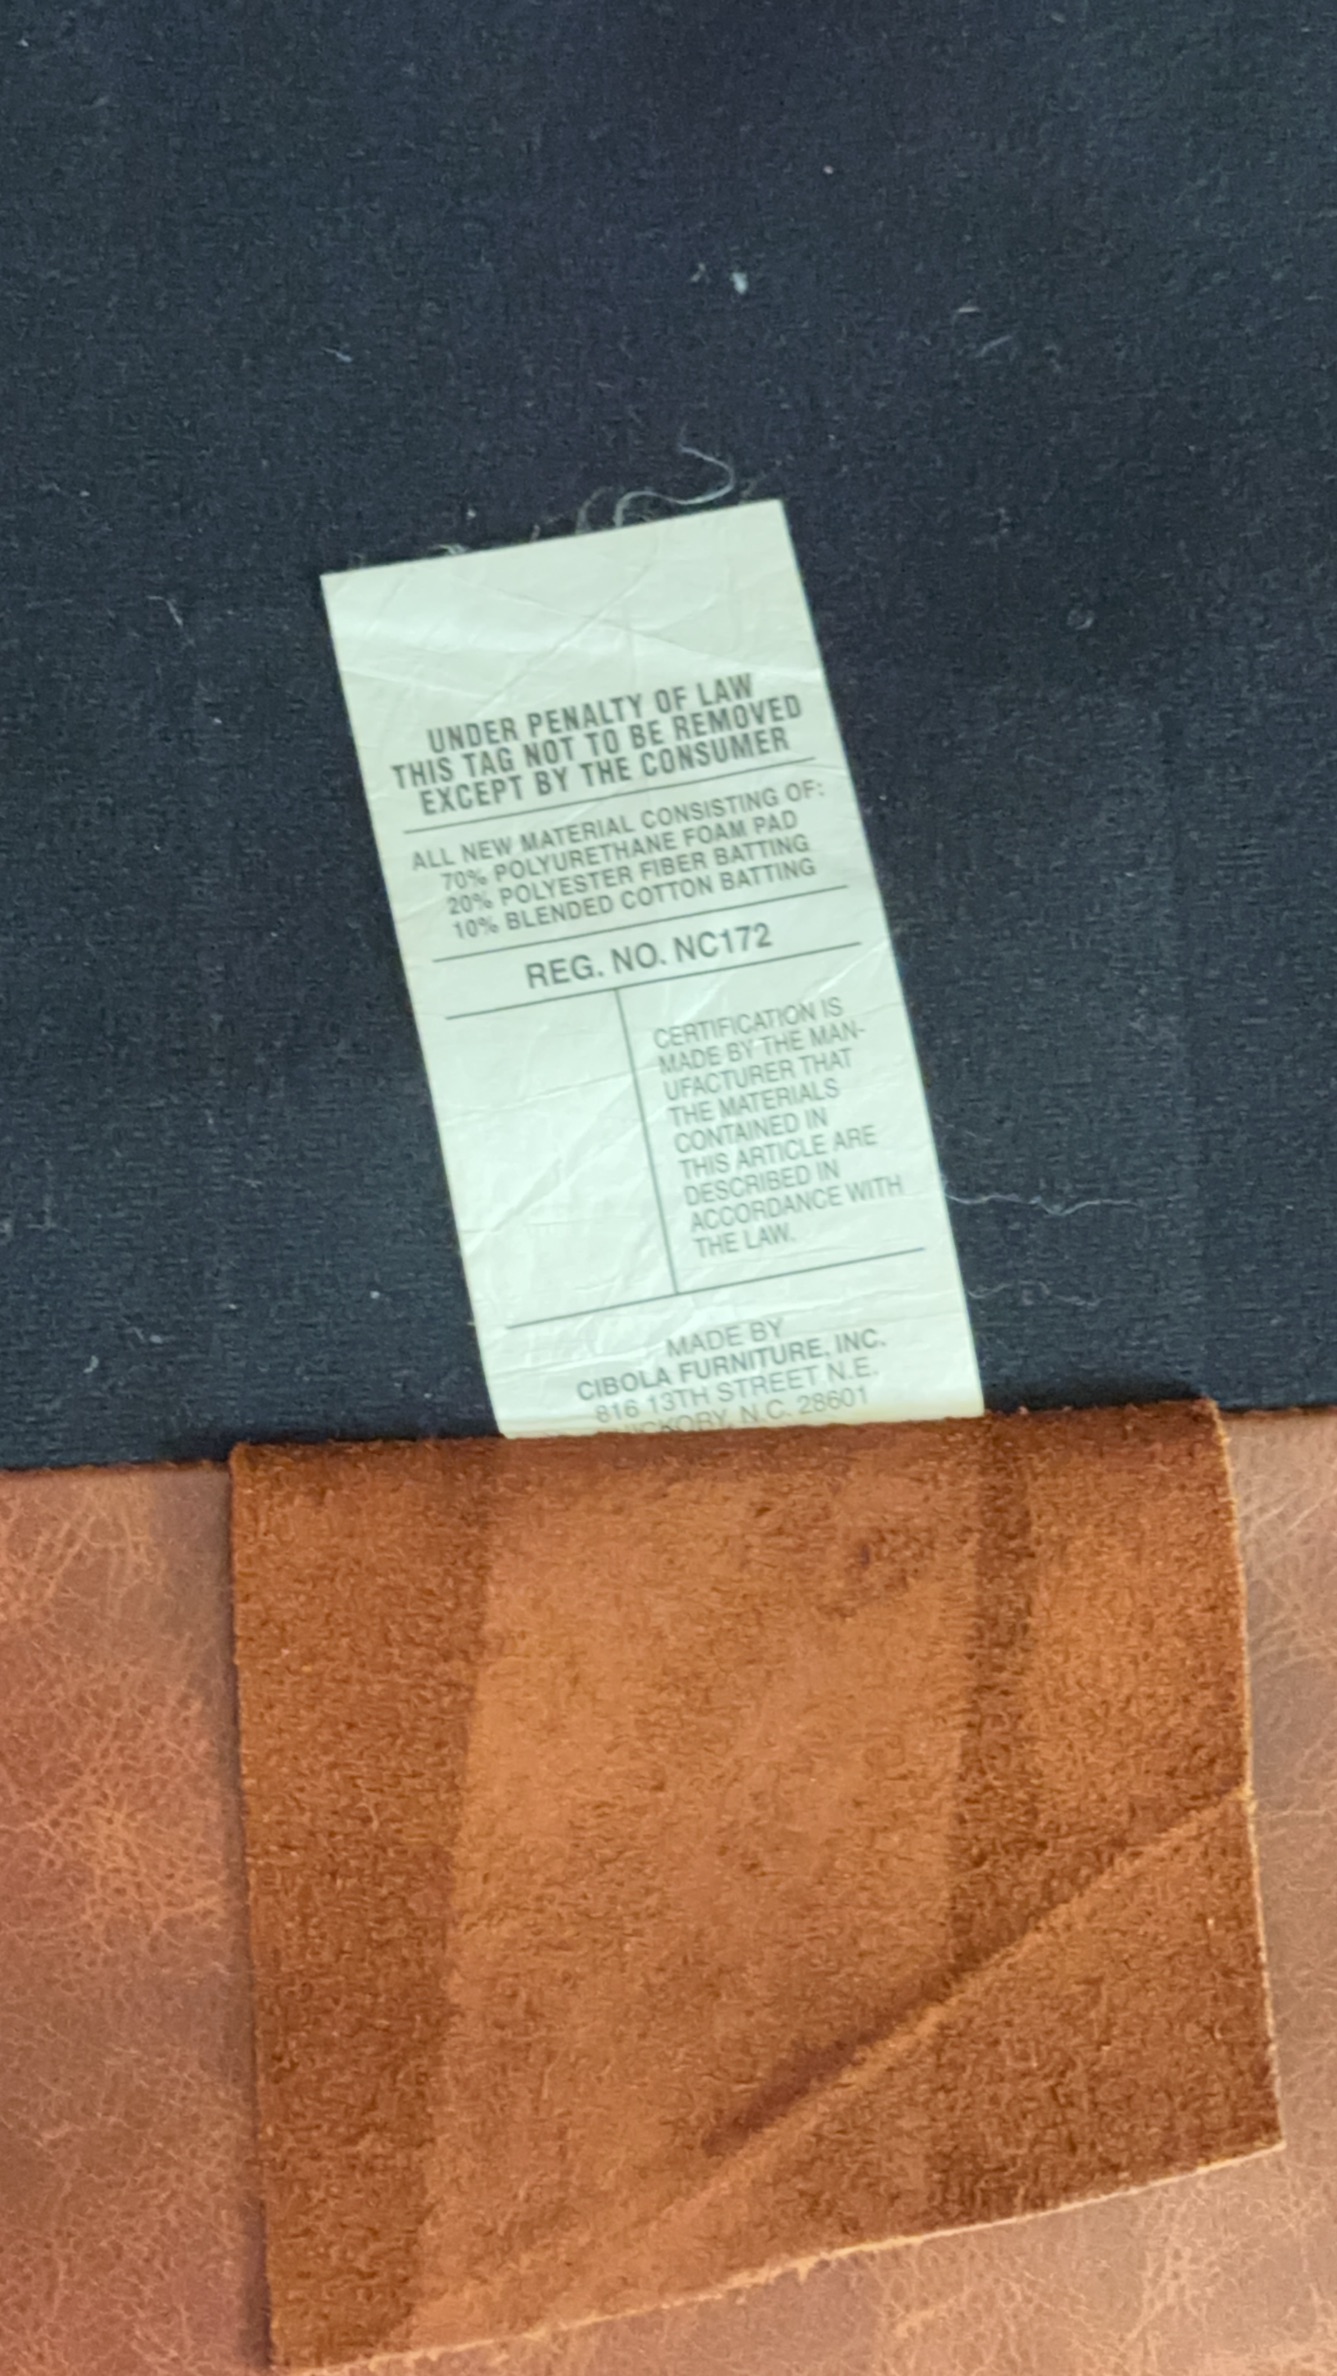 UNDER PENALTY OF LAW
THIS TAG NOT TO BE REMOVED
EXCEPT BY THE CONSUMER
ALL NEW MATERIAL CONSISTING OF:
70% POLYURETHANE FOAM PAD
20% POLYESTER FIBER BATTING
10% BLENDED COTTON BATTING
REG. NO. NC172
CERTIFICATION IS
MADE BY THE MAN-
UFACTURER THAT
THE MATERIALS
CONTAINED IN
THIS ARTICLE ARE
DESCRIBED IN
ACCORDANCE WITH
THE LAW.
MADE BY
CIBOLA FURNITURE, INC.
816 13TH STREET N.E.
N.C. 28601